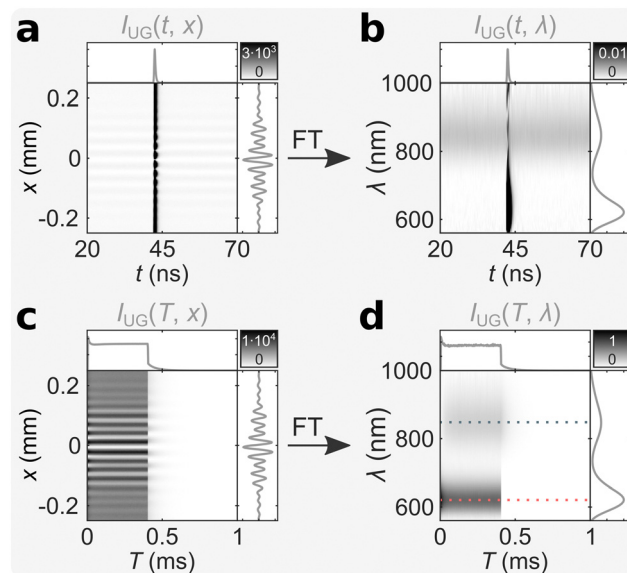 a
I_UG(t, x)
3·10³
0
x (mm)
0.2
0
-0.2
20
45
70
t (ns)
FT
b
I_UG(t, λ)
0.01
0
λ (nm)
1000
800
600
20
45
70
t (ns)
c
I_UG(T, x)
1·10⁴
0
x (mm)
0.2
0
-0.2
0
0.5
1
T (ms)
FT
d
I_UG(T, λ)
1
0
λ (nm)
1000
800
600
0
0.5
1
T (ms)